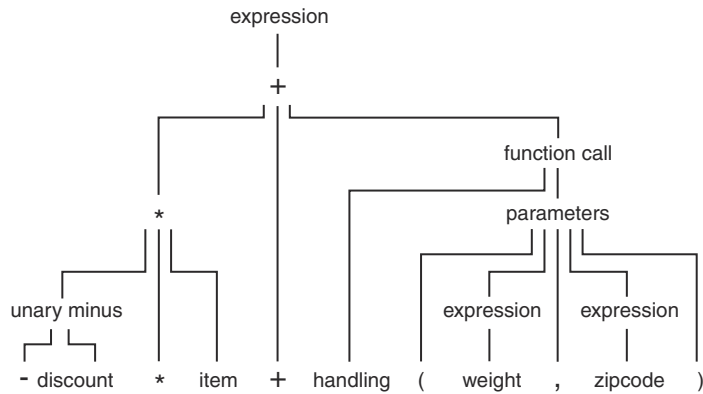 expression
+
function call
* parameters
unary minus expression expression
- discount * item + handling ( weight , zipcode )